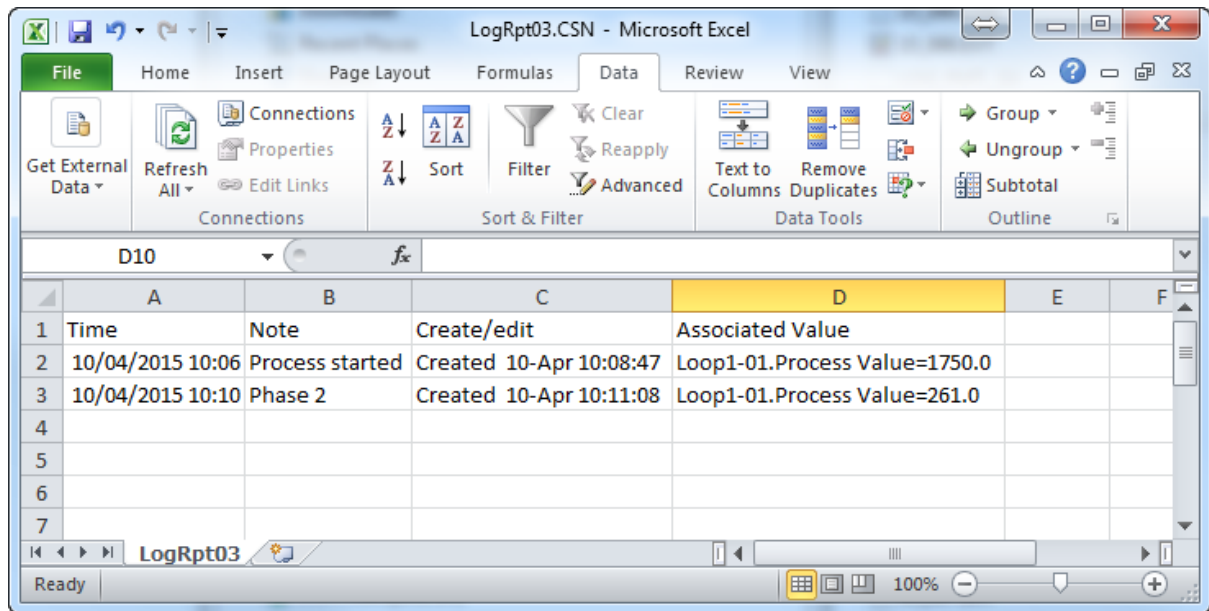 LogRpt03.CSN - Microsoft Excel
File Home Insert Page Layout Formulas Data Review View
Get External Data
Refresh All
Connections
Properties
Edit Links
Connections
Sort
Filter
Clear
Reapply
Advanced
Sort & Filter
Text to Columns
Remove Duplicates
Data Tools
Group
Ungroup
Subtotal
Outline
D10 fx
A B C D E F
1 Time Note Create/edit Associated Value
2 10/04/2015 10:06 Process started Created 10-Apr 10:08:47 Loop1-01.Process Value=1750.0
3 10/04/2015 10:10 Phase 2 Created 10-Apr 10:11:08 Loop1-01.Process Value=261.0
4
5
6
7
LogRpt03
Ready 100%